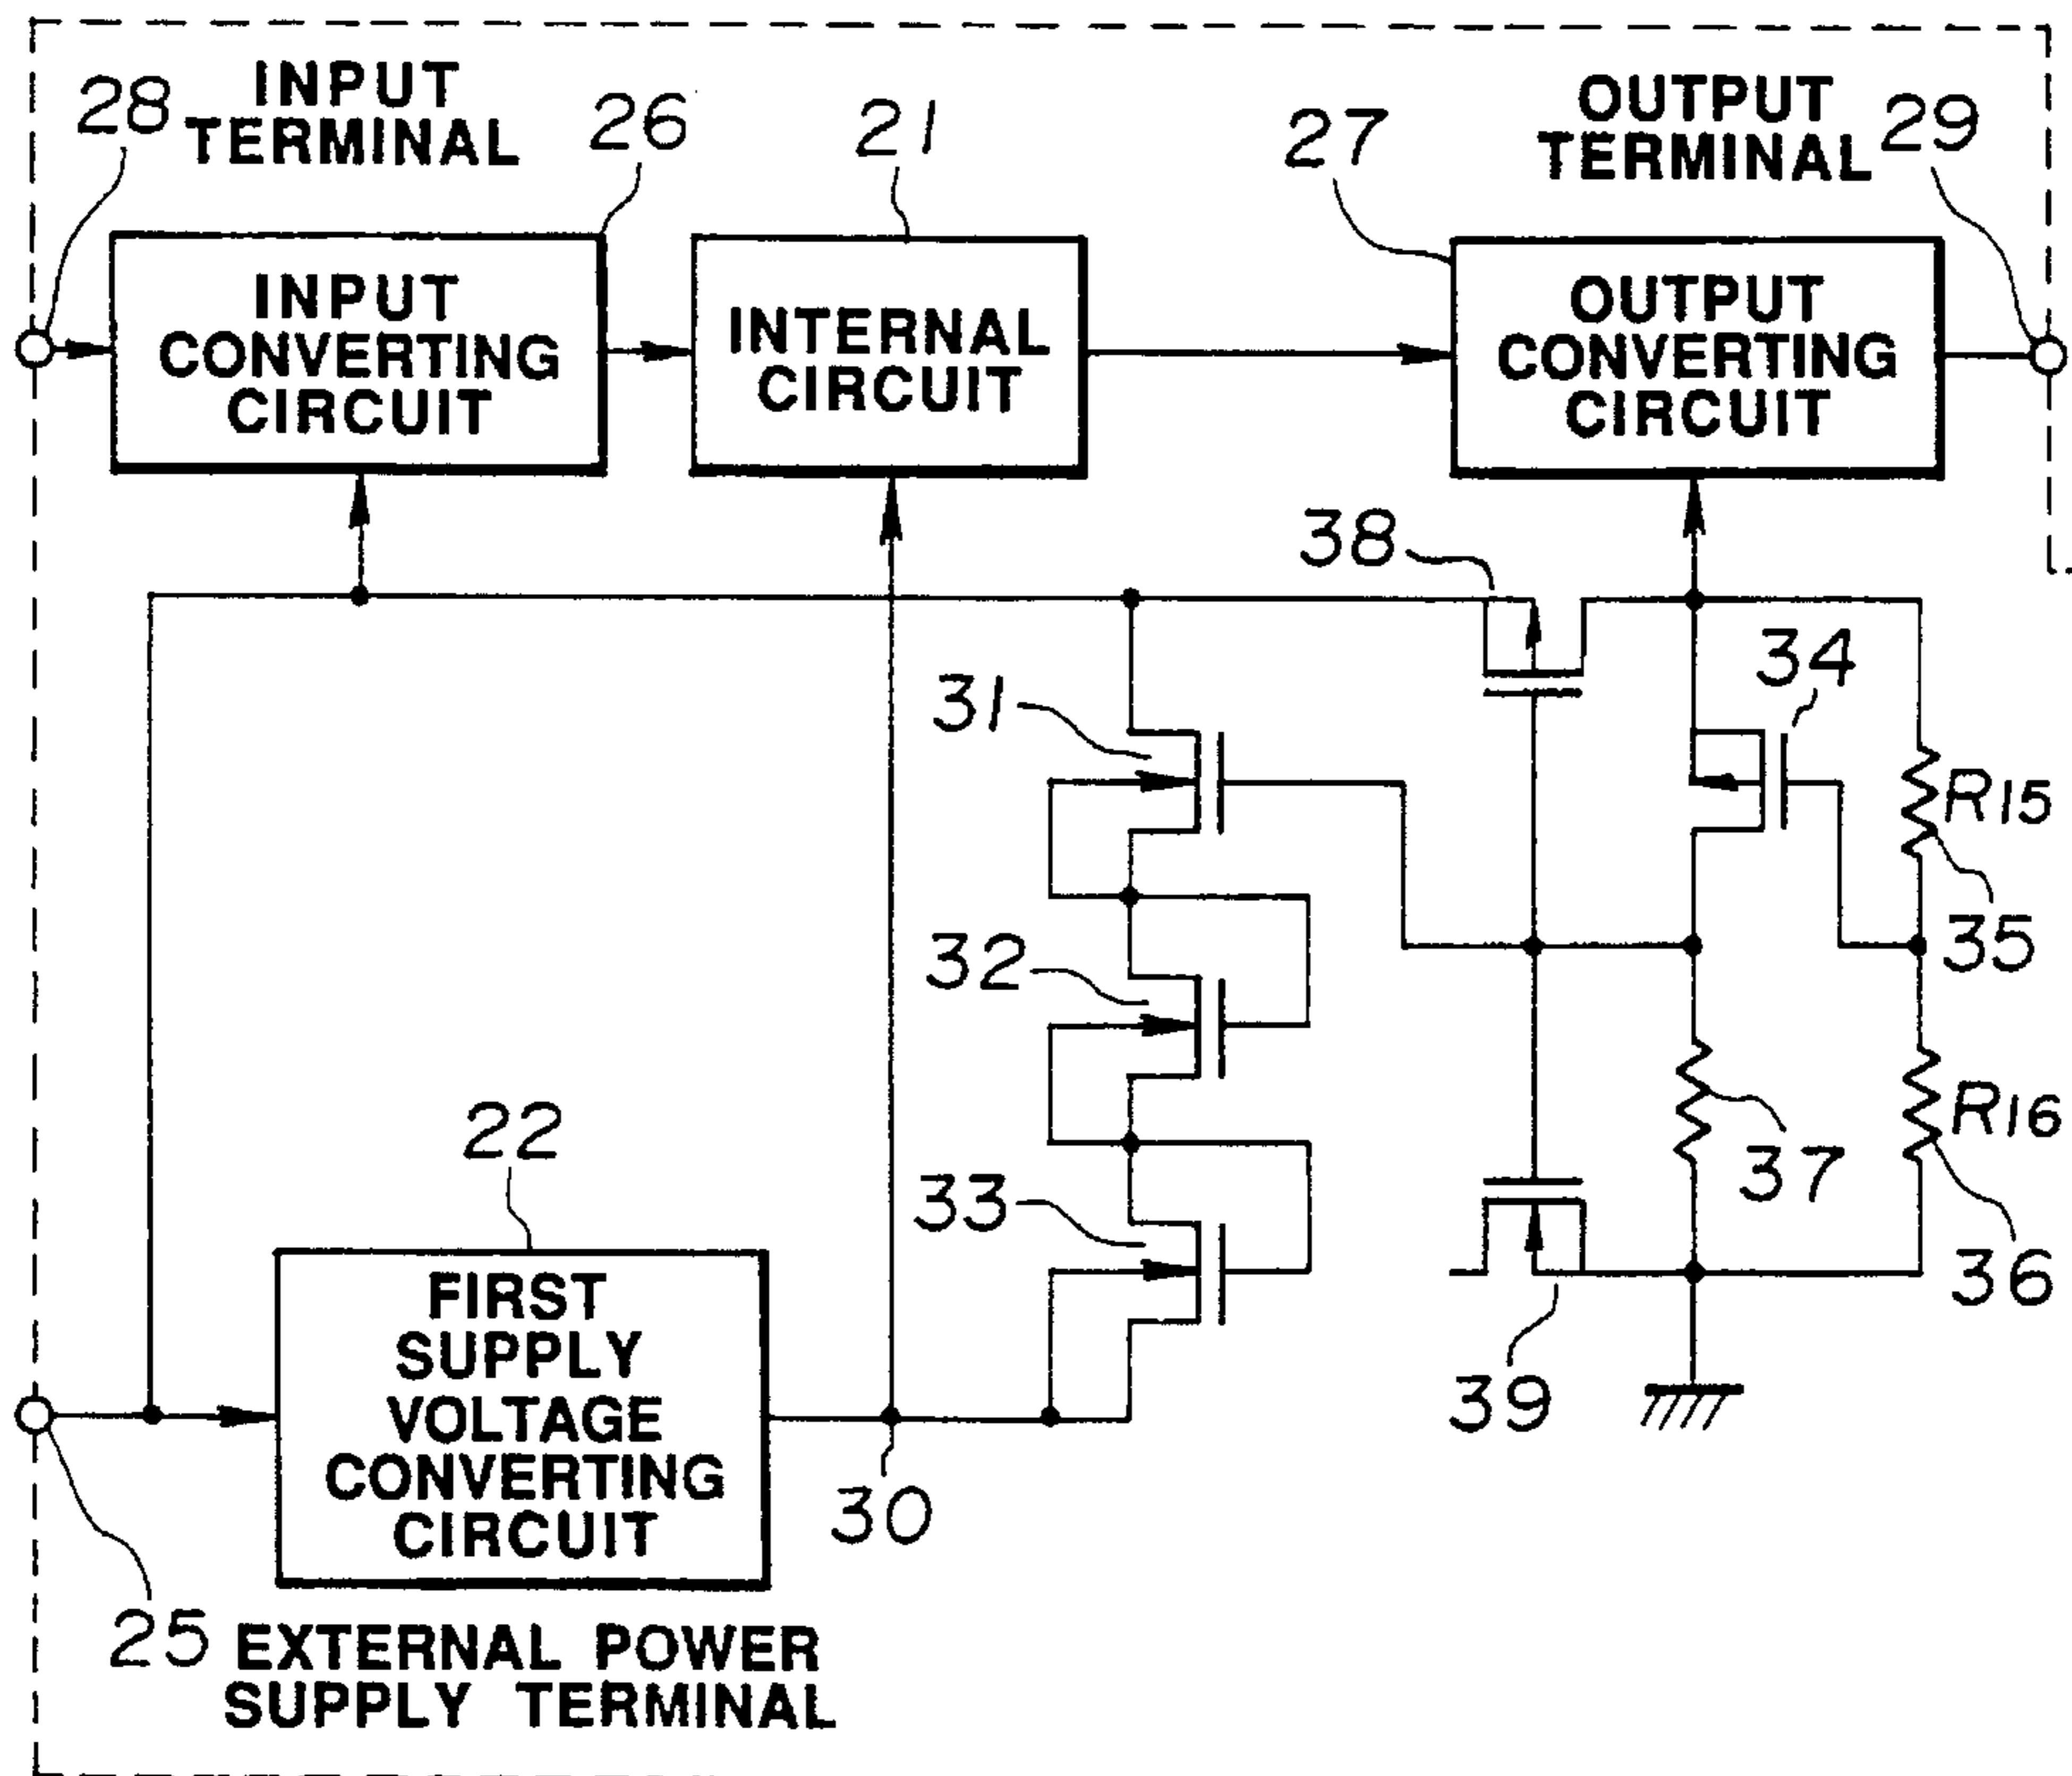 28
INPUT
TERMINAL
26
21
27
OUTPUT
TERMINAL
29
INPUT
CONVERTING
CIRCUIT
INTERNAL
CIRCUIT
OUTPUT
CONVERTING
CIRCUIT
38
34
31
R15
35
32
22
R16
37
33
36
FIRST
SUPPLY
VOLTAGE
CONVERTING
CIRCUIT
39
30
25
EXTERNAL POWER
SUPPLY TERMINAL